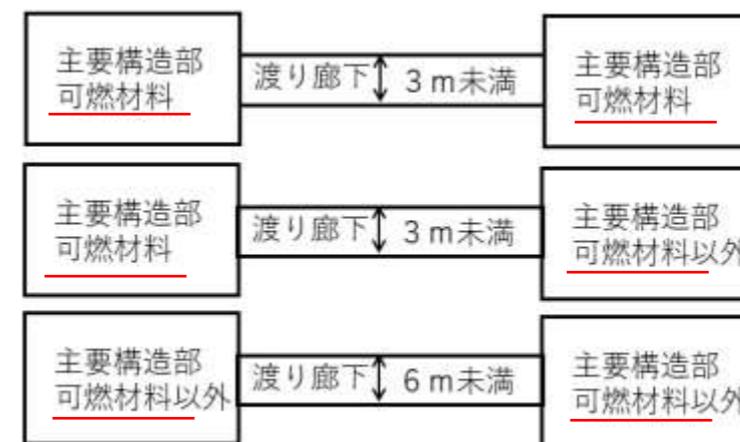 主要構造部
可燃材料
渡り廊下 3m未満
主要構造部
可燃材料
主要構造部
可燃材料
渡り廊下 3m未満
主要構造部
可燃材料以外
主要構造部
可燃材料以外
渡り廊下 6m未満
主要構造部
可燃材料以外